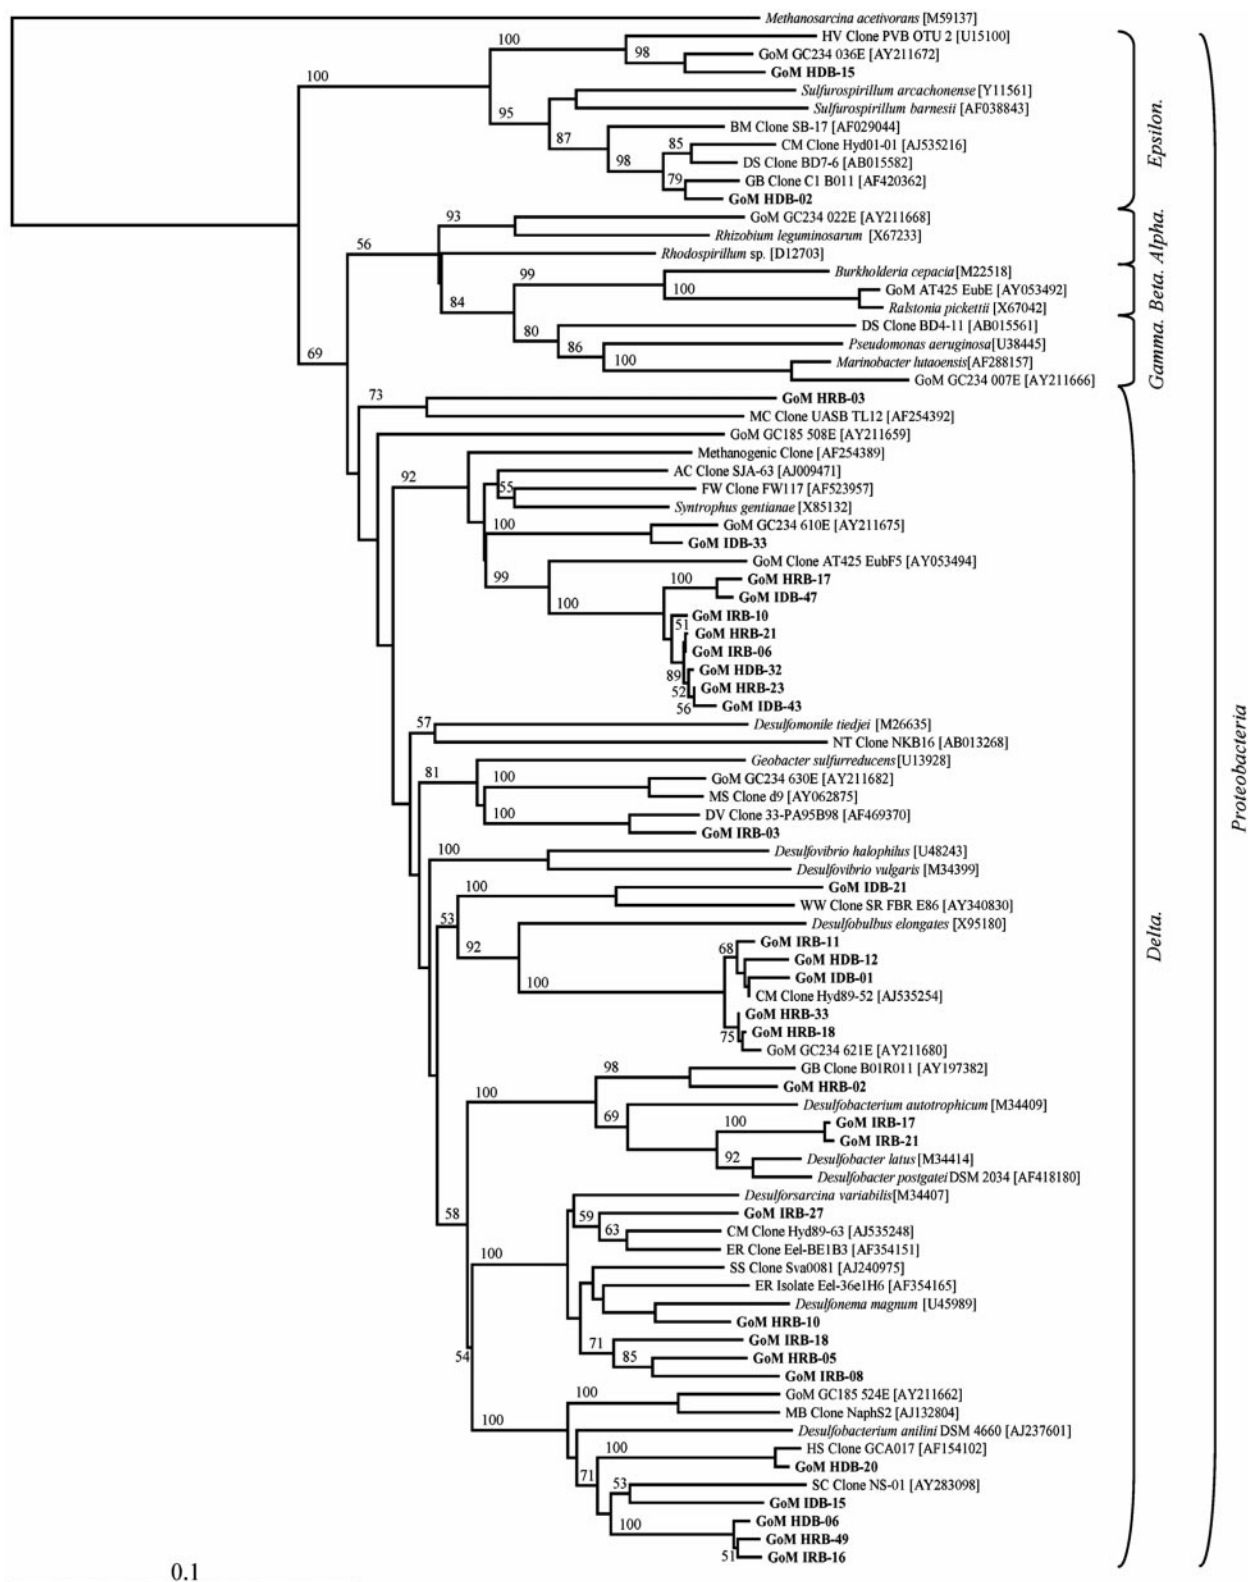 Methanosarcina acetivorans [M59137]
HV Clone PVB OTU 2 [U15100]
100
GoM GC234 036E [AY211672]
98
GoM HDB-15
100
Sulfurospirillum arcachonense [Y11561]
Sulfurospirillum barnesii [AF038843]
95
BM Clone SB-17 [AF029044]
87
CM Clone Hyd01-01 [AJ535216]
85
DS Clone BD7-6 [AB015582]
98
GB Clone C1 B011 [AF420362]
79
GoM HDB-02
Epsilon.
GoM GC234 022E [AY211668]
93
Rhizobium leguminosarum [X67233]
56
Rhodospirillum sp. [D12703]
Alpha.
Burkholderia cepacia [M22518]
99
GoM AT425 EubE [AY053492]
100
Ralstonia pickettii [X67042]
84
Beta.
DS Clone BD4-11 [AB015561]
80
Pseudomonas aeruginosa [U38445]
86
Marinobacter lutaoensis [AF288157]
100
GoM GC234 007E [AY211666]
Gamma.
69
GoM HRB-03
73
MC Clone UASB TL12 [AF254392]
GoM GC185 508E [AY211659]
Methanogenic Clone [AF254389]
AC Clone SJA-63 [AJ009471]
92
FW Clone FW117 [AF523957]
55
Syntrophus gentianae [X85132]
GoM GC234 610E [AY211675]
100
GoM IDB-33
GoM Clone AT425 EubF5 [AY053494]
99
GoM HRB-17
100
GoM IDB-47
100
GoM IRB-10
51
GoM HRB-21
GoM IRB-06
GoM HDB-32
89
GoM HRB-23
52
GoM IDB-43
56
Desulfomonile tiedjei [M26635]
57
NT Clone NKB16 [AB013268]
Geobacter sulfurreducens [U13928]
81
GoM GC234 630E [AY211682]
100
MS Clone d9 [AY062875]
DV Clone 33-PA95B98 [AF469370]
100
GoM IRB-03
Desulfovibrio halophilus [U48243]
100
Desulfovibrio vulgaris [M34399]
GoM IDB-21
100
WW Clone SR FBR E86 [AY340830]
53
Desulfobulbus elongates [X95180]
92
GoM IRB-11
68
GoM HDB-12
GoM IDB-01
100
CM Clone Hyd89-52 [AJ535254]
GoM HRB-33
GoM HRB-18
75
GoM GC234 621E [AY211680]
GB Clone B01R011 [AY197382]
98
GoM HRB-02
100
Desulfobacterium autotrophicum [M34409]
69
GoM IRB-17
100
GoM IRB-21
Desulfobacter latus [M34414]
92
Desulfobacter postgatei DSM 2034 [AF418180]
Desulforsarcina variabilis [M34407]
58
GoM IRB-27
59
CM Clone Hyd89-63 [AJ535248]
63
ER Clone Eel-BE1B3 [AF354151]
100
SS Clone Sva0081 [AJ240975]
ER Isolate Eel-36e1H6 [AF354165]
Desulfonema magnum [U45989]
GoM HRB-10
GoM IRB-18
71
GoM HRB-05
85
54
GoM IRB-08
GoM GC185 524E [AY211662]
100
MB Clone NaphS2 [AJ132804]
100
Desulfobacterium anilini DSM 4660 [AJ237601]
HS Clone GCA017 [AF154102]
100
GoM HDB-20
71
SC Clone NS-01 [AY283098]
53
GoM IDB-15
GoM HDB-06
100
GoM HRB-49
51
GoM IRB-16
Delta.
Proteobacteria
0.1